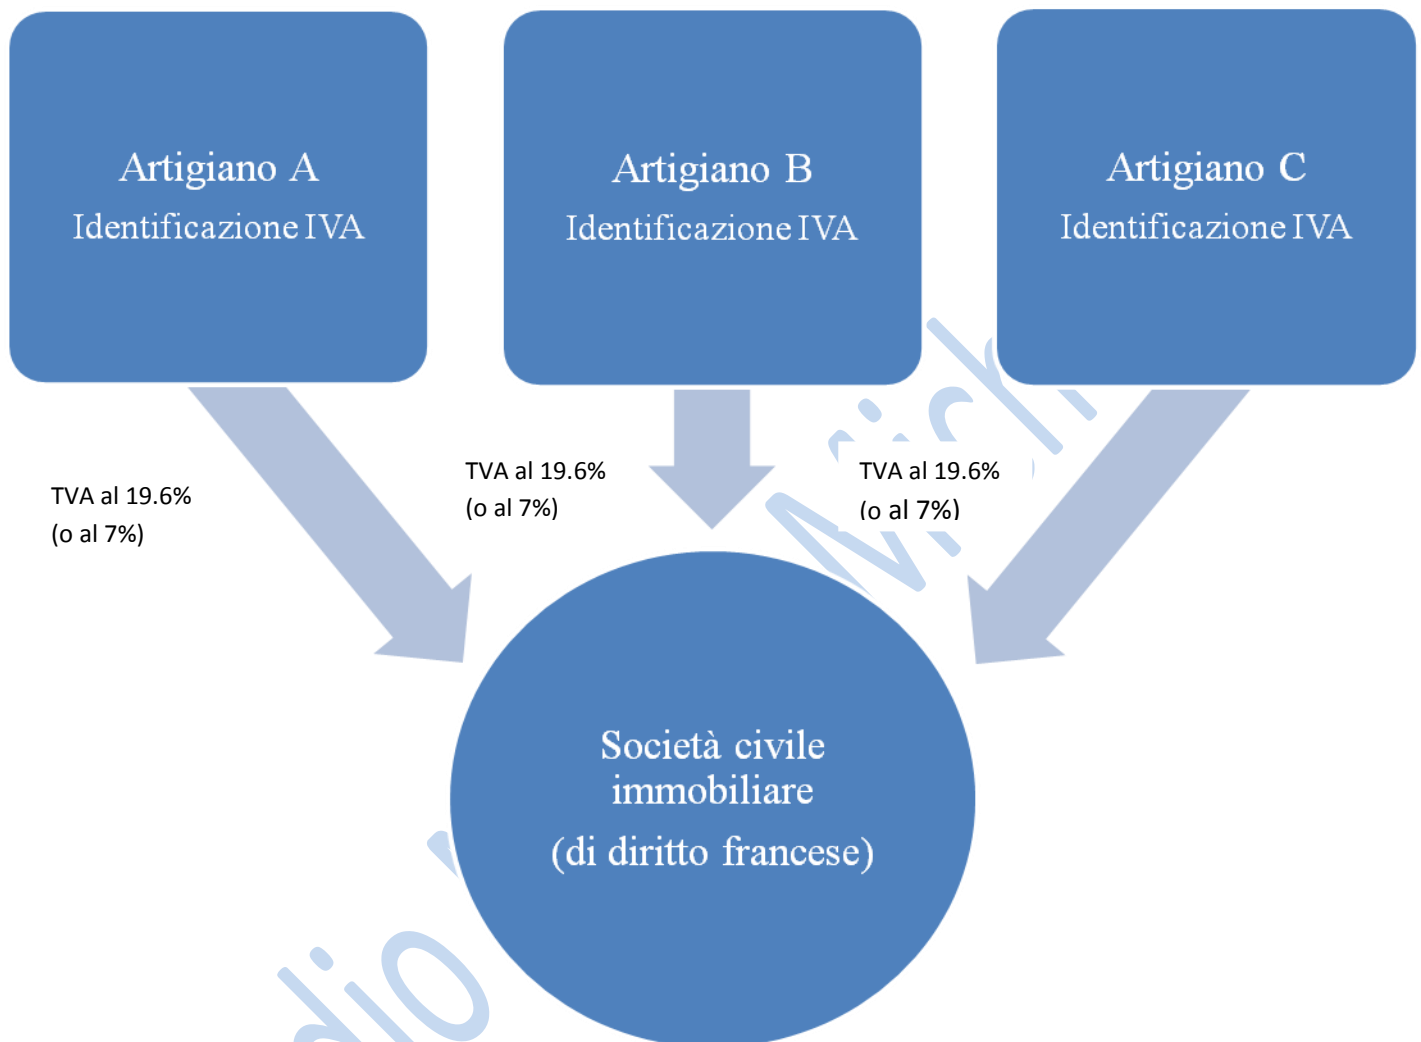 Artigiano A
Identificazione IVA
Artigiano B
Identificazione IVA
Artigiano C
Identificazione IVA
TVA al 19.6%
(o al 7%)
TVA al 19.6%
(o al 7%)
TVA al 19.6%
(o al 7%)
Società civile
immobiliare
(di diritto francese)